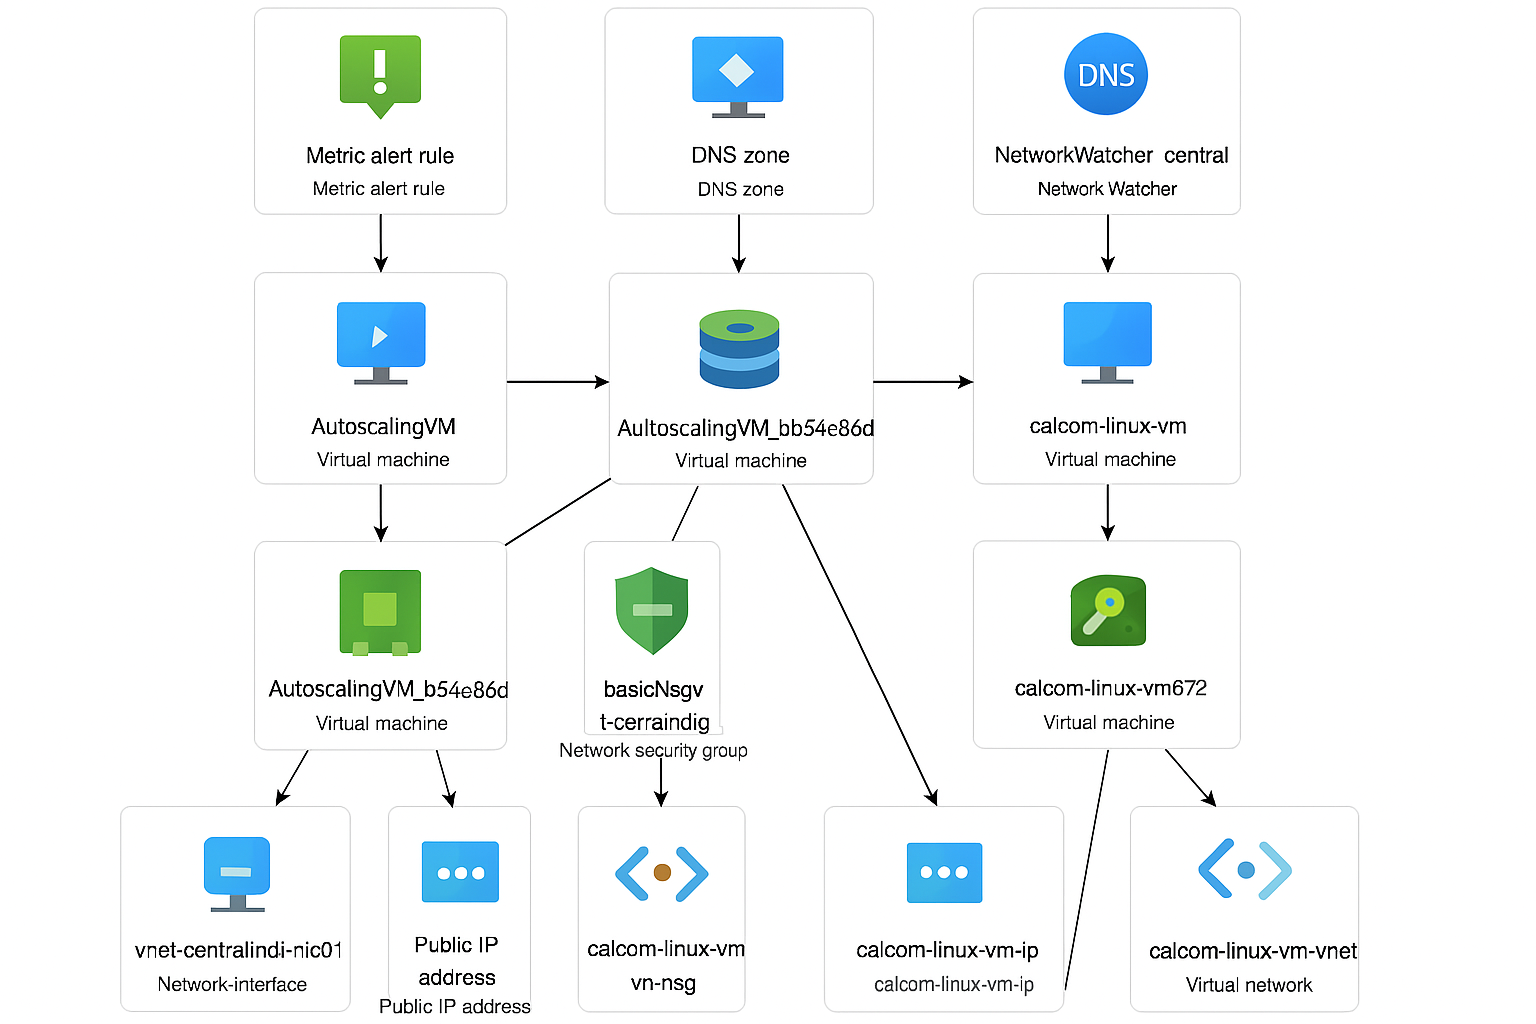 Metric alert rule
Metric alert rule
DNS zone
DNS zone
DNS
NetworkWatcher central
Network Watcher
AutoscalingVM
Virtual machine
AultoscalingVM_bb54e86d
Virtual machine
calcom-linux-vm
Virtual machine
AutoscalingVM_b54e86d
Virtual machine
basicNsgv
t-cerraindig
Network security group
calcom-linux-vm672
Virtual machine
vnet-centralindi-nic01
Network-interface
Public IP
address
Public IP address
calcom-linux-vm
vn-nsg
calcom-linux-vm-ip
calcom-linux-vm-ip
calcom-linux-vm-vnet
Virtual network